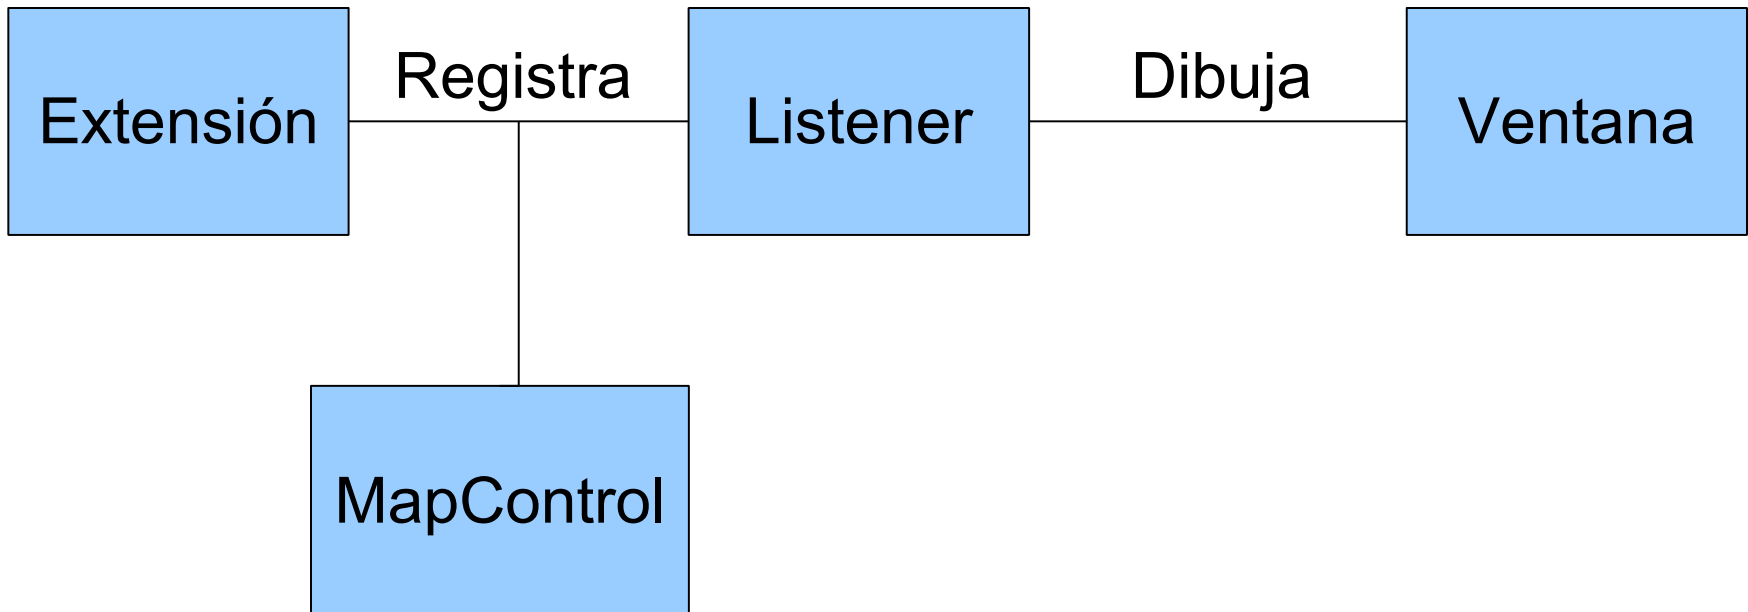 Extensión
Registra
Listener
Dibuja
Ventana
MapControl